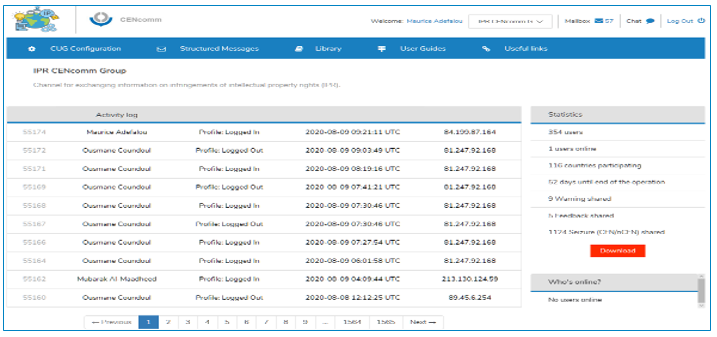 CENcomm
Welcome: Maurice Adefalou IPR CENcomm Mailbox 57 Chat Log Out
CUG Configuration Structured Messages Library User Guides Useful links
IPR CENcomm Group
Channel for exchanging information on infringements of intellectual property rights (IPR).
Activity log
55174 Maurice Adefalou Profile: Logged In 2020-08-09 09:21:11 UTC 84.199.87.164
55172 Ousmane Coundoul Profile: Logged Out 2020-08-09 09:03:49 UTC 81.247.92.168
55171 Ousmane Coundoul Profile: Logged In 2020-08-09 08:19:16 UTC 81.247.92.168
55169 Ousmane Coundoul Profile: Logged Out 2020-08-09 07:41:21 UTC 81.247.92.168
55168 Ousmane Coundoul Profile: Logged In 2020-08-09 07:30:46 UTC 81.247.92.168
55167 Ousmane Coundoul Profile: Logged Out 2020-08-09 07:30:46 UTC 81.247.92.168
55166 Ousmane Coundoul Profile: Logged In 2020-08-09 07:27:54 UTC 81.247.92.168
55164 Ousmane Coundoul Profile: Logged In 2020-08-09 06:01:58 UTC 81.247.92.168
55162 Mubarak Al-Maadheed Profile: Logged In 2020-08-09 04:09:44 UTC 213.130.124.59
55160 Ousmane Coundoul Profile: Logged Out 2020-08-08 12:12:25 UTC 89.45.6.254
← Previous 1 2 3 4 5 6 7 8 9 ... 1564 1565 Next →
Statistics
354 users
1 users online
116 countries participating
52 days until end of the operation
9 Warning shared
5 Feedback shared
1124 Seizure (CEN/nCEN) shared
Download
Who's online?
No users online